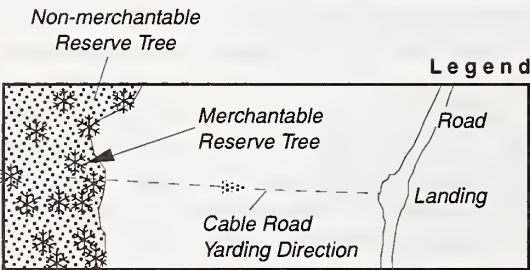 Non-merchantable
Reserve Tree
Legend
Merchantable
Reserve Tree
Road
Landing
Cable Road
Yarding Direction